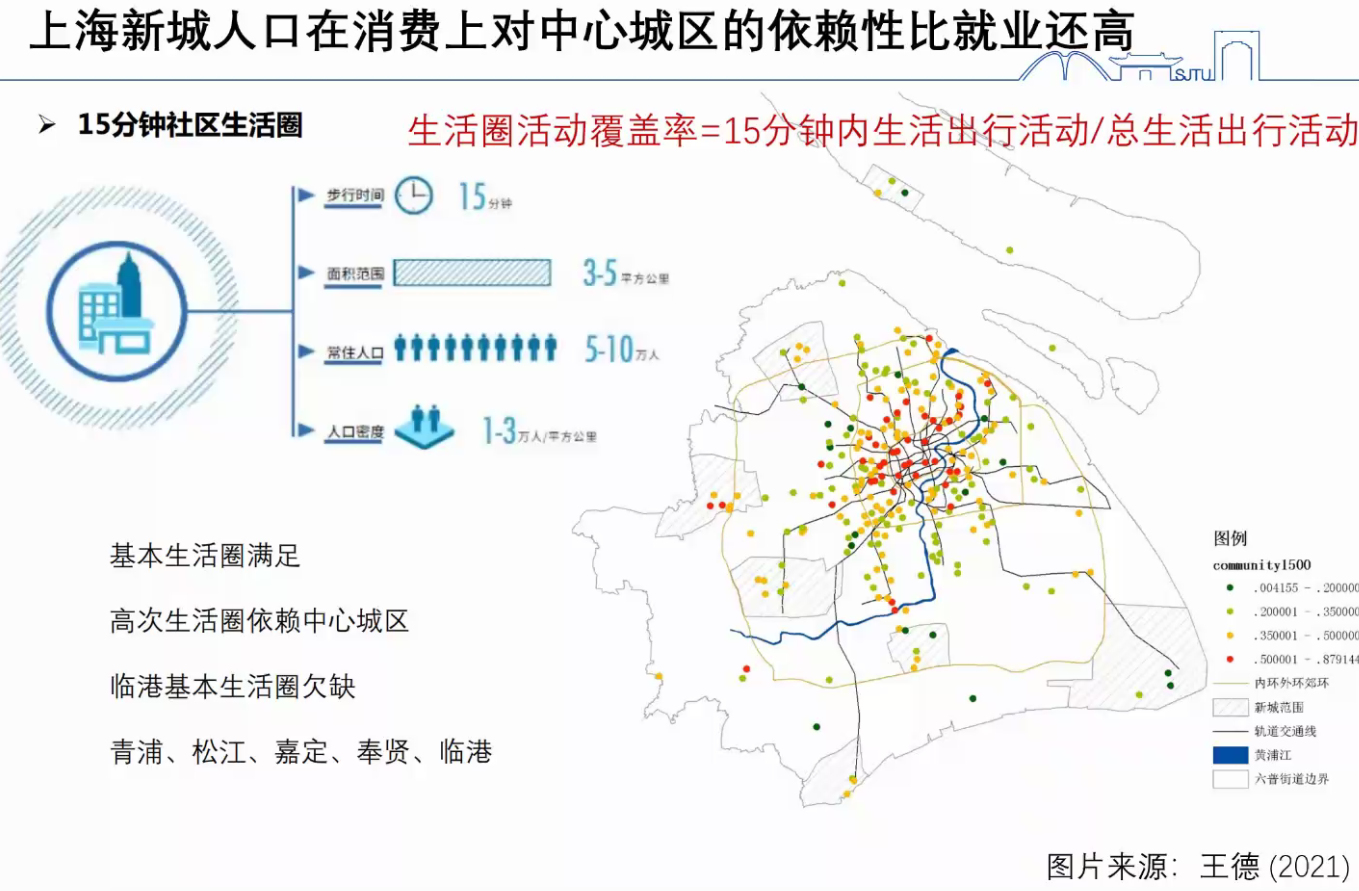 上海新城人口在消费上对中心城区的依赖性比就业还高
SJTU
➢ 15分钟社区生活圈
生活圈活动覆盖率=15分钟内生活出行活动/总生活出行活动
步行时间 15分钟
面积范围 3-5平方公里
常住人口 5-10万人
人口密度 1-3万人/平方公里
基本生活圈满足
高次生活圈依赖中心城区
临港基本生活圈欠缺
青浦、松江、嘉定、奉贤、临港
图例
community1500
.004155 - .200000
.200001 - .350000
.350001 - .500000
.500001 - .879144
内环外环郊环
新城范围
轨道交通线
黄浦江
六普街道边界
图片来源：王德 (2021)